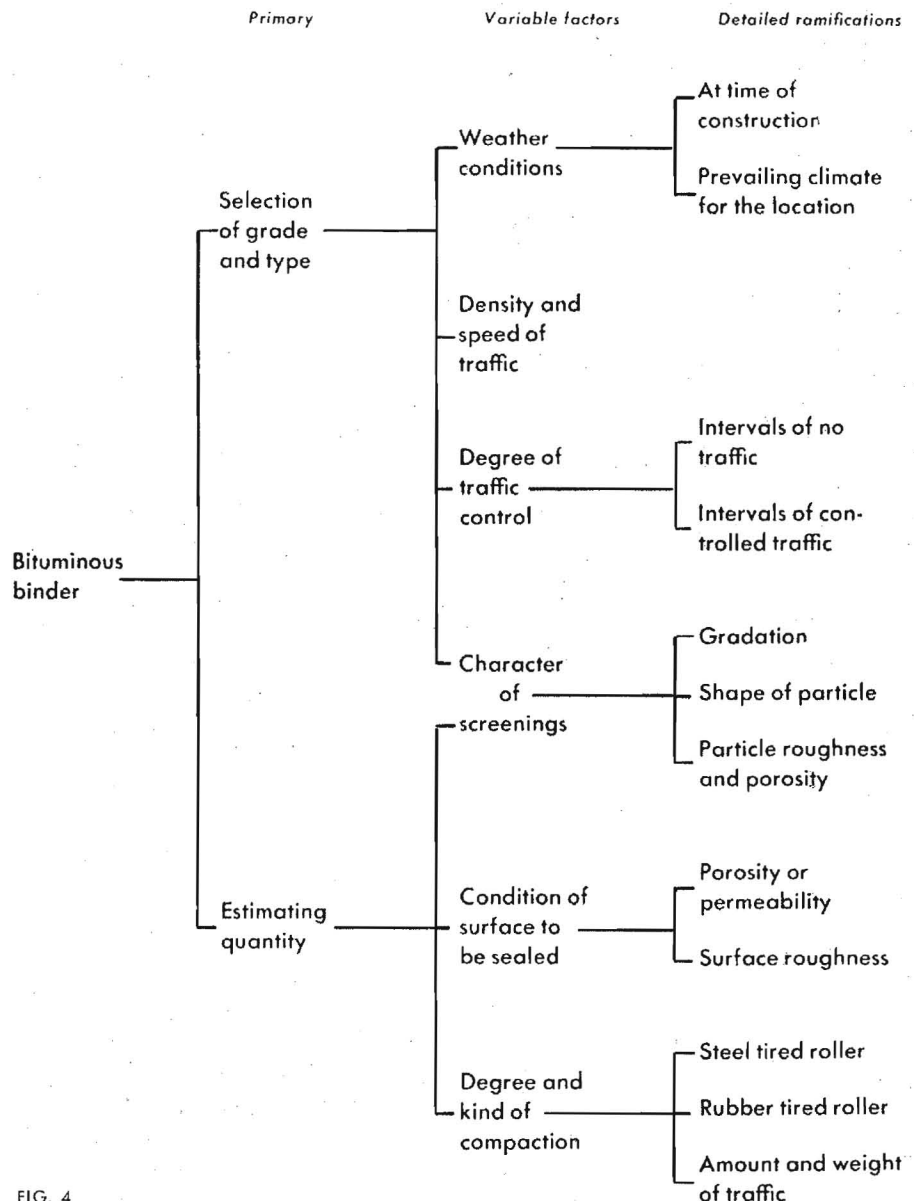 Primary Variable factors Detailed ramifications
At time of
construction
Weather
conditions
Prevailing climate
for the location
Selection
of grade
and type
Density and
speed of
traffic
Intervals of no
traffic
Degree of
traffic
control
Intervals of con-
trolled traffic
Bituminous
binder
Gradation
Character
of
screenings
Shape of particle
Particle roughness
and porosity
Porosity or
permeability
Estimating
quantity
Condition of
surface to
be sealed
Surface roughness
Steel tired roller
Degree and
kind of
compaction
Rubber tired roller
Amount and weight
of traffic
FIG. 4